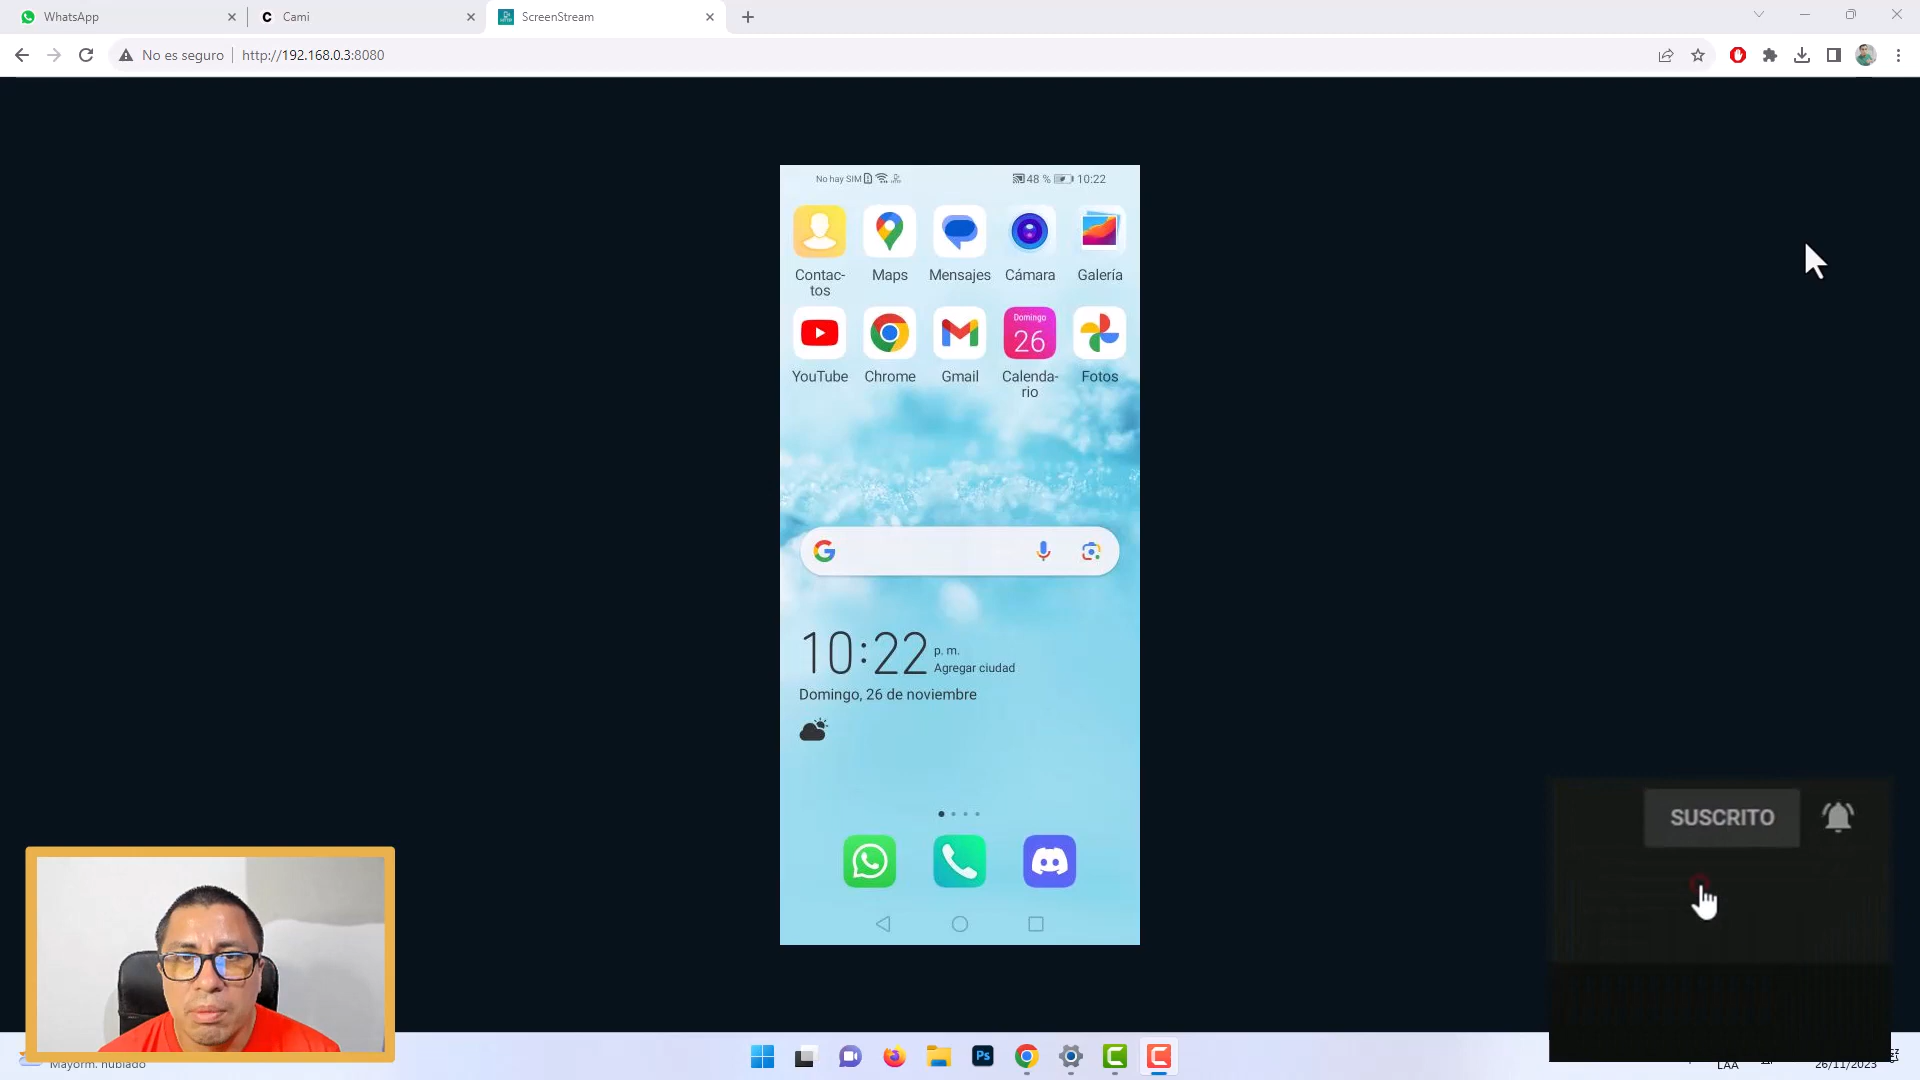 WhatsApp
Cami
ScreenStream
No es seguro
http://192.168.0.3:8080
No hay SIM
48 %
10:22
Contac-
tos
Maps
Mensajes
Cámara
Galería
Domingo
26
YouTube
Chrome
Gmail
Calenda-
rio
Fotos
10:22
p. m.
Agregar ciudad
Domingo, 26 de noviembre
SUSCRITO
Mayorm. nublado
Ps
LAA
26/11/2023